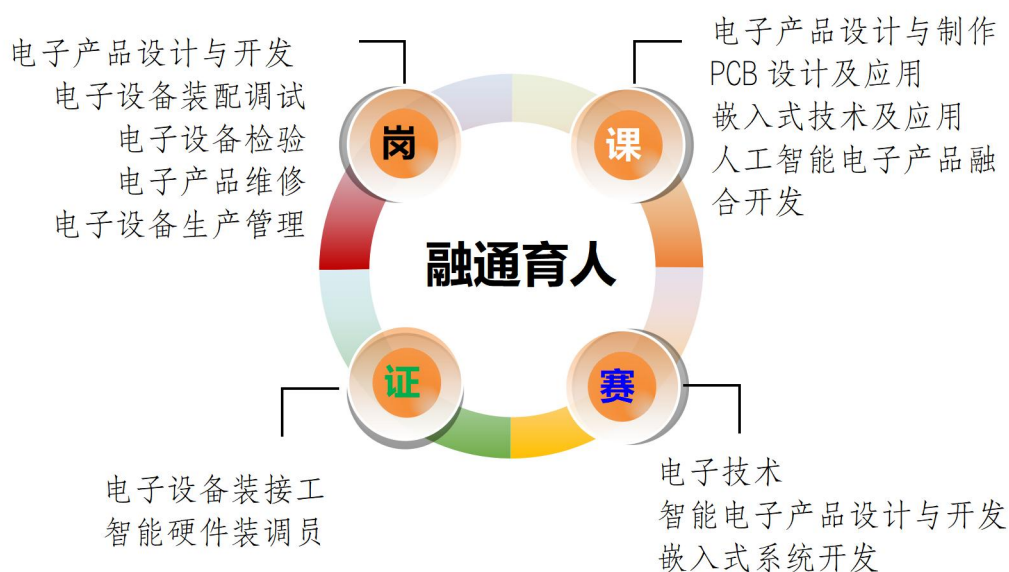 电子产品设计与开发
电子设备装配调试
电子设备检验
电子产品维修
电子设备生产管理
岗
课
电子产品设计与制作
PCB设计及应用
嵌入式技术及应用
人工智能电子产品融
合开发
融通育人
证
赛
电子设备装接工
智能硬件装调员
电子技术
智能电子产品设计与开发
嵌入式系统开发